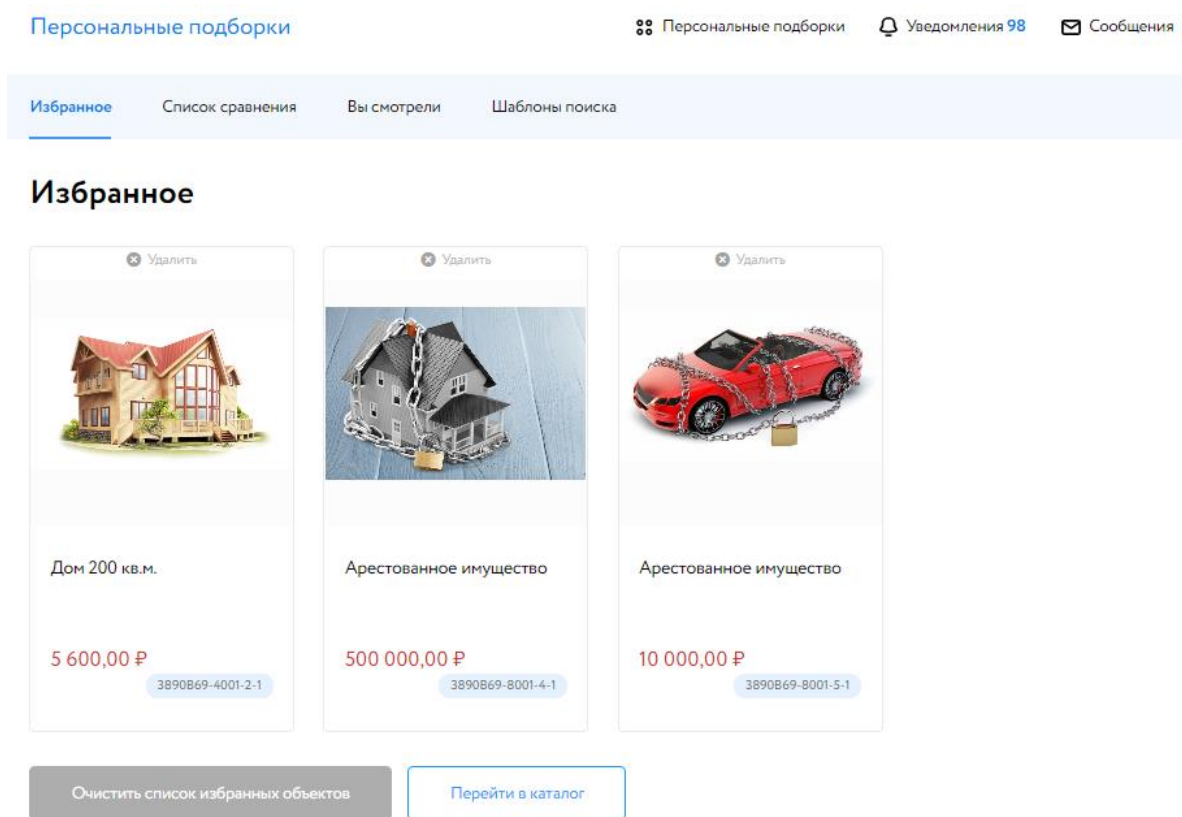 Персональные подборки
Персональные подборки
Уведомления 98
Сообщения
Избранное
Список сравнения
Вы смотрели
Шаблоны поиска
Избранное
Удалить
Удалить
Удалить
Дом 200 кв.м.
Арестованное имущество
Арестованное имущество
5 600,00 ₽
500 000,00 ₽
10 000,00 ₽
3890B69-4001-2-1
3890B69-8001-4-1
3890B69-8001-5-1
Очистить список избранных объектов
Перейти в каталог